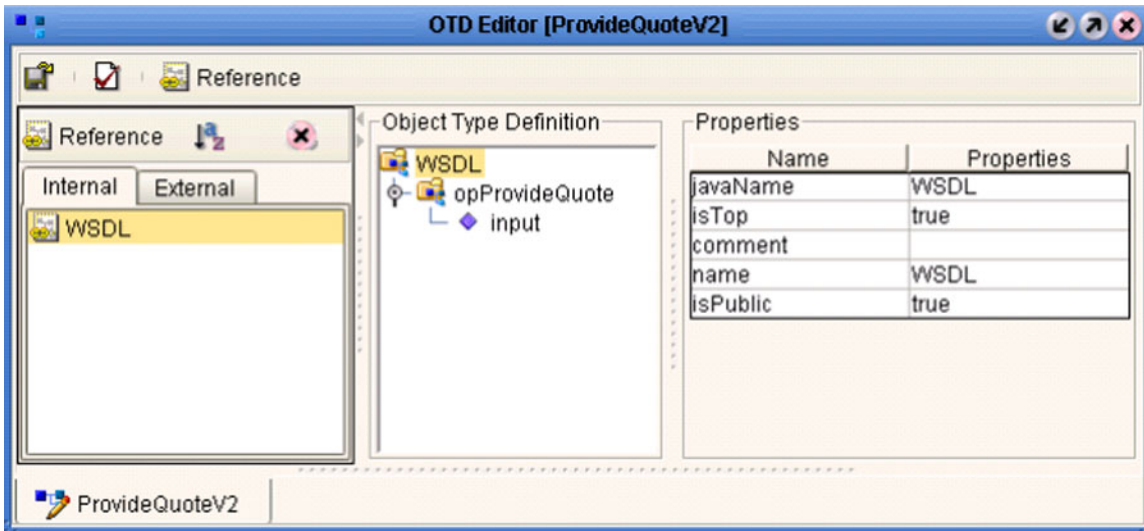 OTD Editor [ProvideQuoteV2]
Reference
Reference
Internal External
WSDL
Object Type Definition
WSDL
opProvideQuote
input
Properties
Name Properties
javaName WSDL
isTop true
comment
name WSDL
isPublic true
ProvideQuoteV2